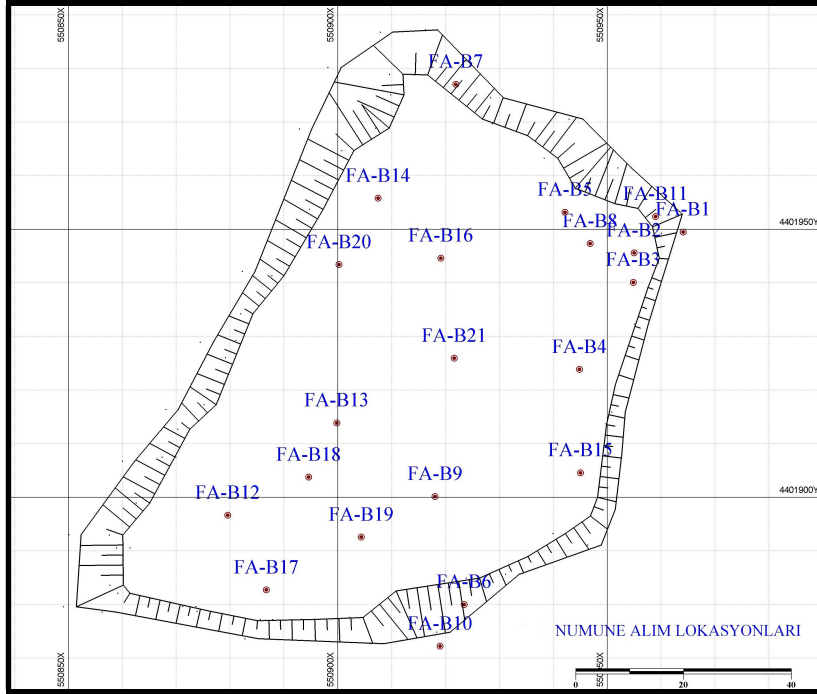 550850X
550900X
550950X
FA-B7
FA-B14
FA-B5
FA-B11
FA-B1
FA-B8
FA-B2
4401950Y
FA-B20
FA-B16
FA-B3
FA-B21
FA-B4
FA-B13
FA-B18
FA-B15
FA-B12
FA-B9
4401900Y
FA-B19
FA-B17
FA-B6
FA-B10
NUMUNE ALIM LOKASYONLARI
550850X
550900X
550950X
0
20
40